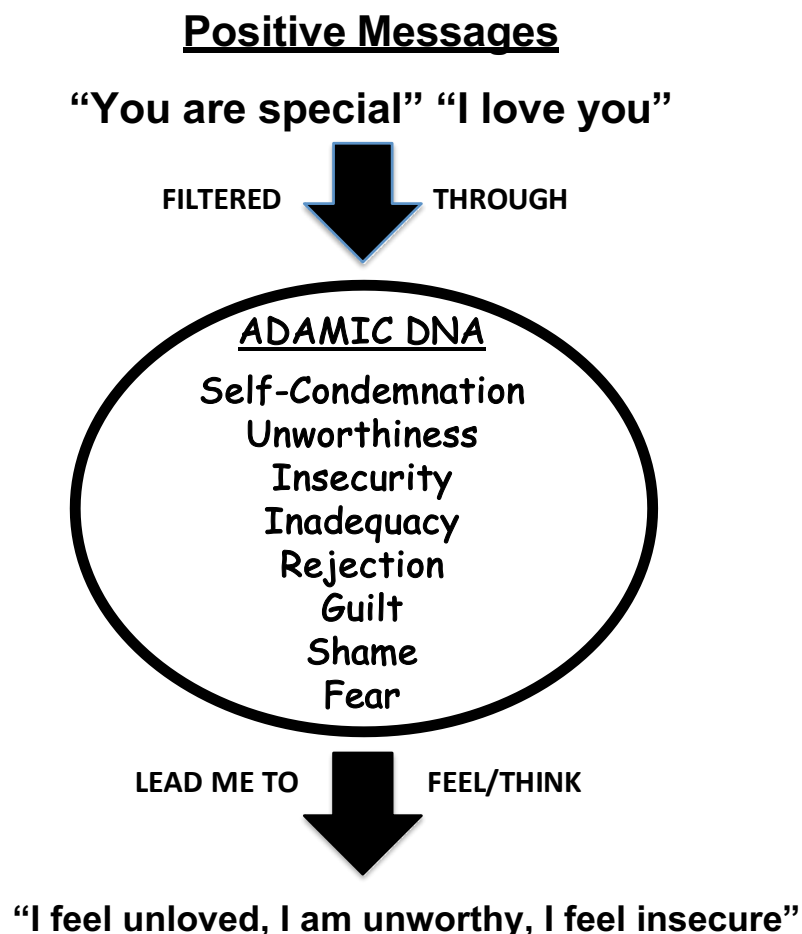 Positive Messages
“You are special” “I love you”
FILTERED THROUGH
ADAMIC DNA
Self-Condemnation
Unworthiness
Insecurity
Inadequacy
Rejection
Guilt
Shame
Fear
LEAD ME TO FEEL/THINK
“I feel unloved, I am unworthy, I feel insecure”